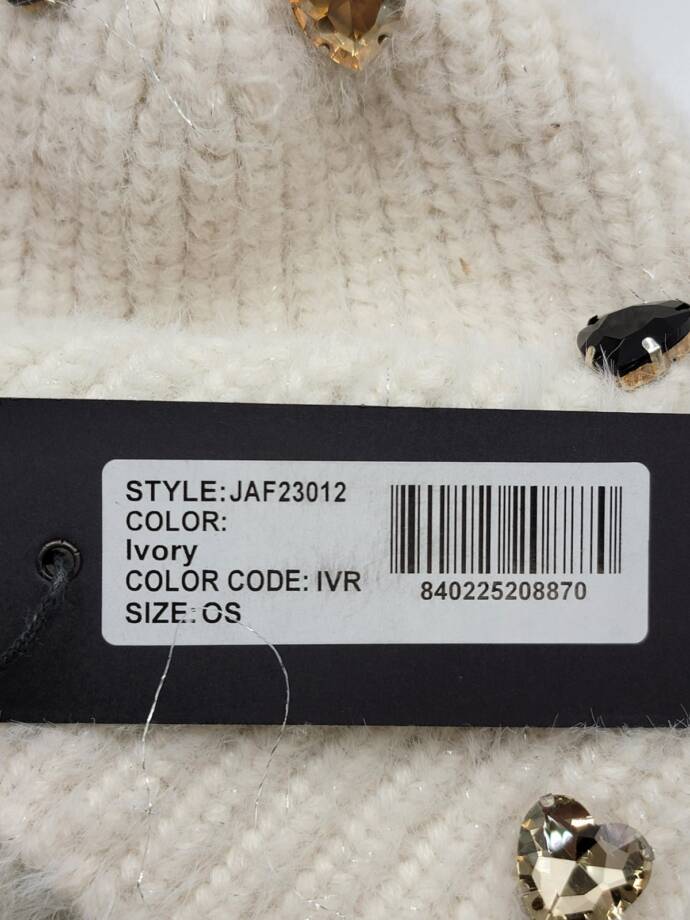 STYLE:JAF23012
COLOR:
Ivory
COLOR CODE: IVR
SIZE:OS
840225208870